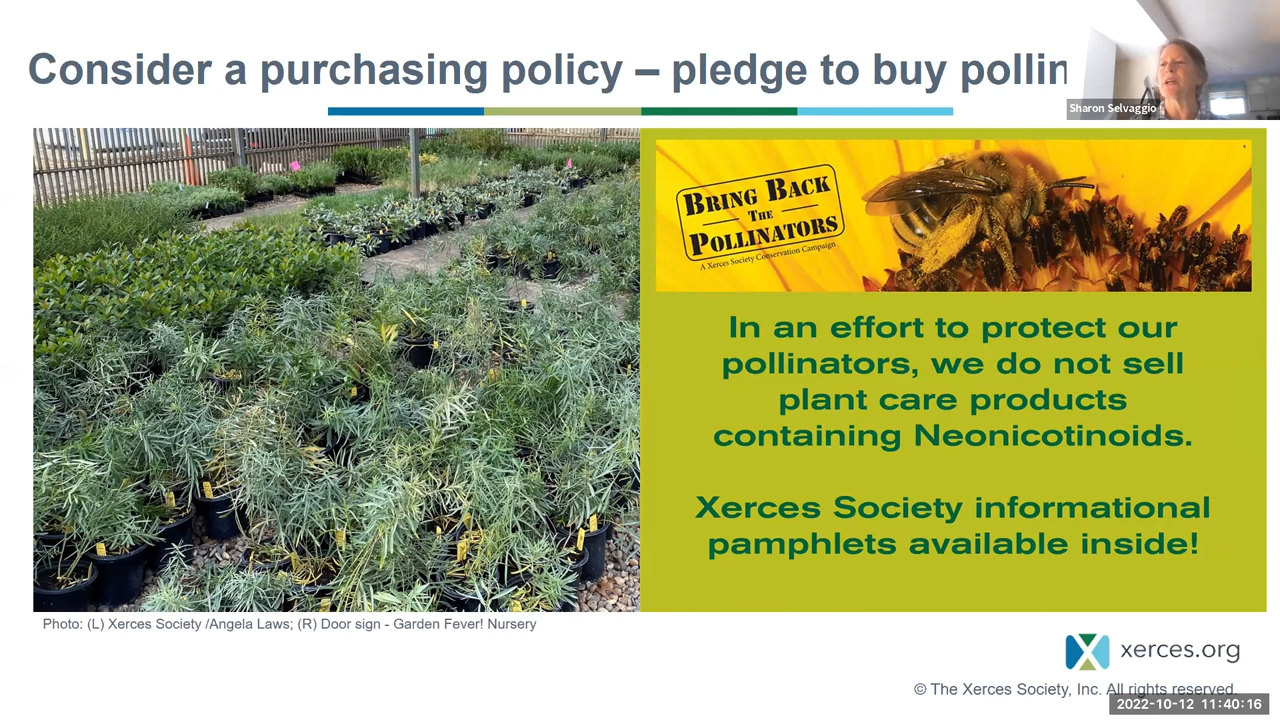 Consider a purchasing policy – pledge to buy
Sharon Selvaggio
BRING BACK
THE
POLLINATORS
A Xerces Society Conservation Campaign
In an effort to protect our
pollinators, we do not sell
plant care products
containing Neonicotinoids.
Xerces Society informational
pamphlets available inside!
Photo: (L) Xerces Society /Angela Laws; (R) Door sign - Garden Fever! Nursery
xerces.org
© The Xerces Society, Inc. All rights reserved.
2022-10-12 11:40:16